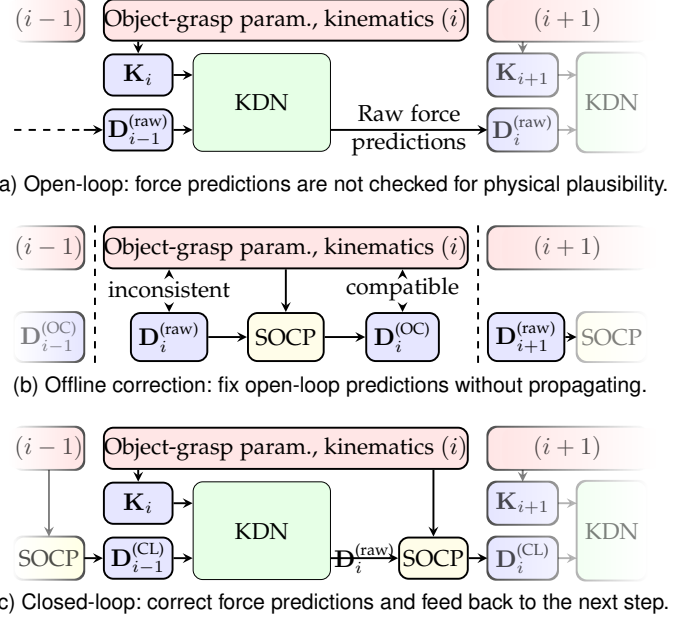 (i − 1) Object-grasp param., kinematics (i) (i + 1)
K_i K_{i+1}
KDN KDN
D_{i−1}^{(raw)} Raw force predictions D_i^{(raw)}
a) Open-loop: force predictions are not checked for physical plausibility.
(i − 1) Object-grasp param., kinematics (i) (i + 1)
inconsistent compatible
D_{i−1}^{(OC)} D_i^{(raw)} SOCP D_i^{(OC)} D_{i+1}^{(raw)} SOCP
(b) Offline correction: fix open-loop predictions without propagating.
(i − 1) Object-grasp param., kinematics (i) (i + 1)
K_i K_{i+1}
KDN KDN
SOCP D_{i−1}^{(CL)} D_i^{(raw)} SOCP D_i^{(CL)}
c) Closed-loop: correct force predictions and feed back to the next step.